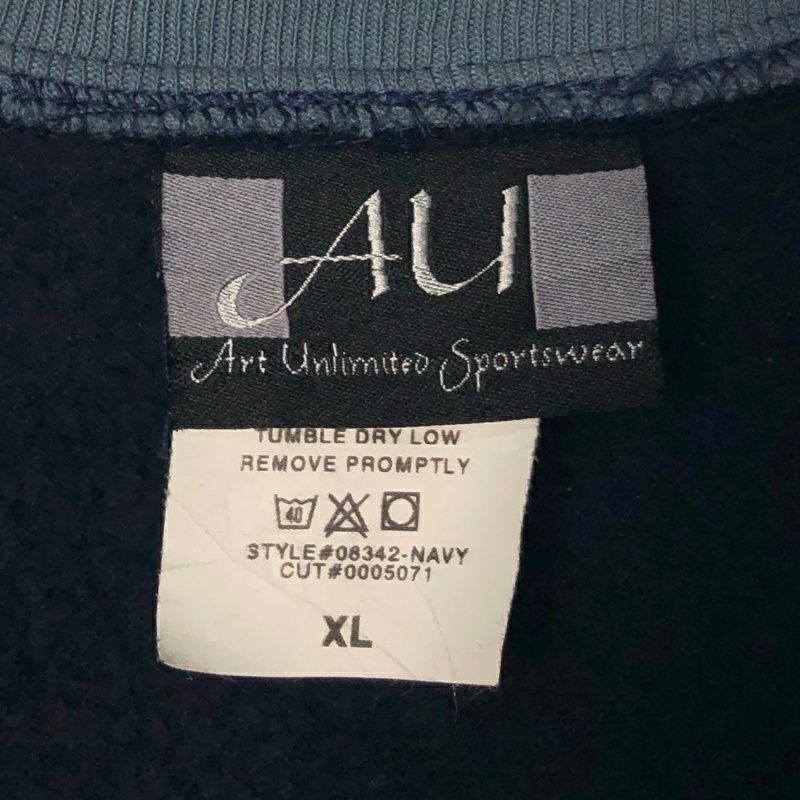 AU
Art Unlimited Sportswear
TUMBLE DRY LOW
REMOVE PROMPTLY
40
STYLE#08342-NAVY
CUT#0005071
XL